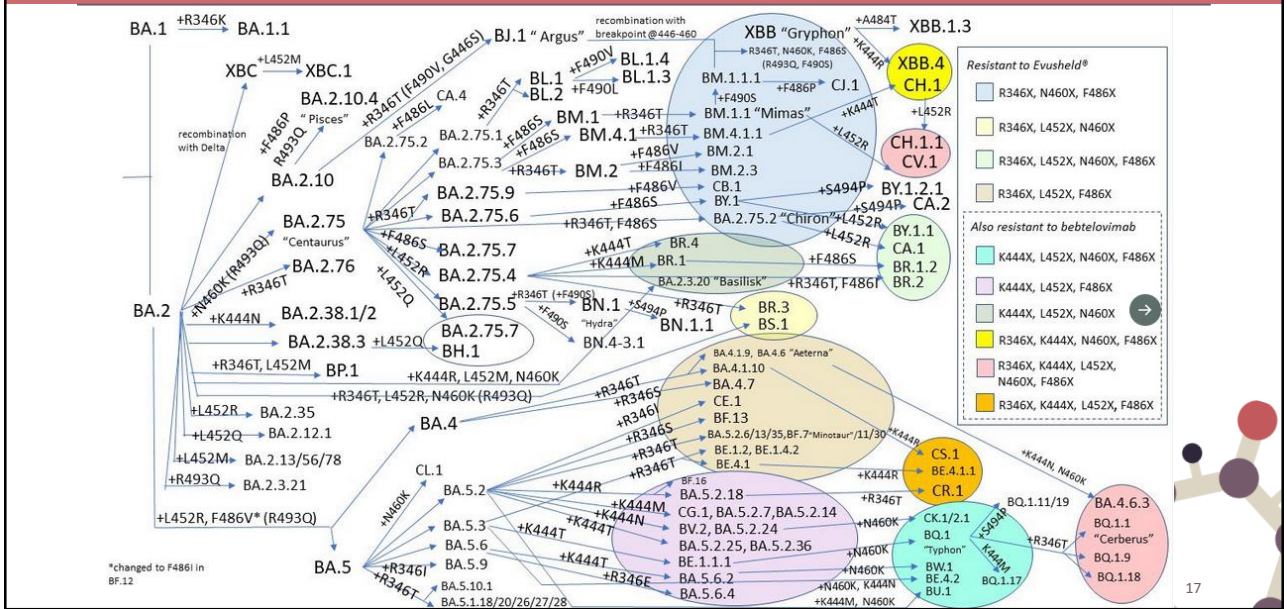 BA.1
+R346K
BA.1.1
XBC
+L452M
XBC.1
BA.2.10.4
"Pisces"
+F486P
R493Q
recombination
with Delta
BA.2.10
+R346T (F490V, G446S)
BJ.1 " Argus"
recombination with
breakpoint @446-460
+F486L
CA.4
BA.2.75.2
BA.2.75.1
+R346T
BL.1
BL.2
+F490V
BL.1.4
+F490L
BL.1.3
BA.2.75.3
+F486S
BM.1
+R346T
+F486S
BM.4.1
+R346T
+R346T
BM.2
+F486V
+F486I
XBB "Gryphon"
R346T, N460K, F486S
(R493Q, F490S)
BM.1.1.1
+F486P
CJ.1
+F490S
BM.1.1 "Mimas"
BM.4.1.1
BM.2.1
BM.2.3
CB.1
BY.1
BA.2.75.2 "Chiron"
+A484T
XBB.1.3
+K444R
XBB.4
CH.1
+K444T
+L452R
+L452R
CH.1.1
CV.1
+S494P
BY.1.2.1
+S494P
CA.2
+L452R
+L452R
BY.1.1
CA.1
BR.1.2
BR.2
BA.2.75
"Centaurus"
+R346T
BA.2.75.9
+F486V
BA.2.75.6
+F486S
+R346T, F486S
+F486S
BA.2.75.7
+L452R
BA.2.75.4
+K444T
BR.4
+K444M
BR.1
+F486S
BA.2.3.20 "Basilisk"
+R346T, F486I
+R346T
+L452Q
BA.2.75.5
+R346T (+F490S)
BN.1
"Hydra"
+S494P
BN.1.1
+F490S
BN.4-3.1
BR.3
BS.1
BA.2
+N460K (R493Q)
BA.2.76
+R346T
+K444N
BA.2.38.1/2
BA.2.38.3
+L452Q
BA.2.75.7
BH.1
+R346T, L452M
BP.1
+K444R, L452M, N460K
+R346T, L452R, N460K (R493Q)
+L452R
BA.2.35
+L452Q
BA.2.12.1
+L452M
BA.2.13/56/78
+R493Q
BA.2.3.21
+L452R, F486V* (R493Q)
BA.4
+R346T
+R346S
BA.4.1.9, BA.4.6 "Aeterna"
BA.4.1.10
BA.4.7
CE.1
BF.13
BA.5.2.6/13/35, BF.7"Minotaur"/11/30
BE.1.2, BE.1.4.2
BE.4.1
+R346I
+R346S
+R346T
+R346T
+K444R
+K444R
CS.1
BE.4.1.1
CR.1
+R346T
+K444N, N460K
BA.5
+N460K
CL.1
BA.5.2
BA.5.3
BA.5.6
BA.5.9
+R346I
+R346T
BA.5.10.1
BA.5.1.18/20/26/27/28
+K444R
+K444M
+K444N
+K444T
+K444T
+K444T
+R346E
BF.16
BA.5.2.18
CG.1, BA.5.2.7, BA.5.2.14
BV.2, BA.5.2.24
BA.5.2.25, BA.5.2.36
BE.1.1.1
BA.5.6.2
BA.5.6.4
+N460K
+N460K
+N460K, K444N
+K444M, N460K
CK.1/2.1
BQ.1
"Typhon"
BW.1
BE.4.2
BU.1
+S494P
BQ.1.11/19
K444M
BQ.1.17
+R346T
BA.4.6.3
BQ.1.1
"Cerberus"
BQ.1.9
BQ.1.18
*changed to F486I in
BF.12
Resistant to Evusheld®
R346X, N460X, F486X
R346X, L452X, N460X
R346X, L452X, N460X, F486X
R346X, L452X, F486X
Also resistant to bebtelovimab
K444X, L452X, N460X, F486X
K444X, L452X, F486X
K444X, L452X, N460X
R346X, K444X, N460X, F486X
R346X, K444X, L452X,
N460X, F486X
R346X, K444X, L452X, F486X
17